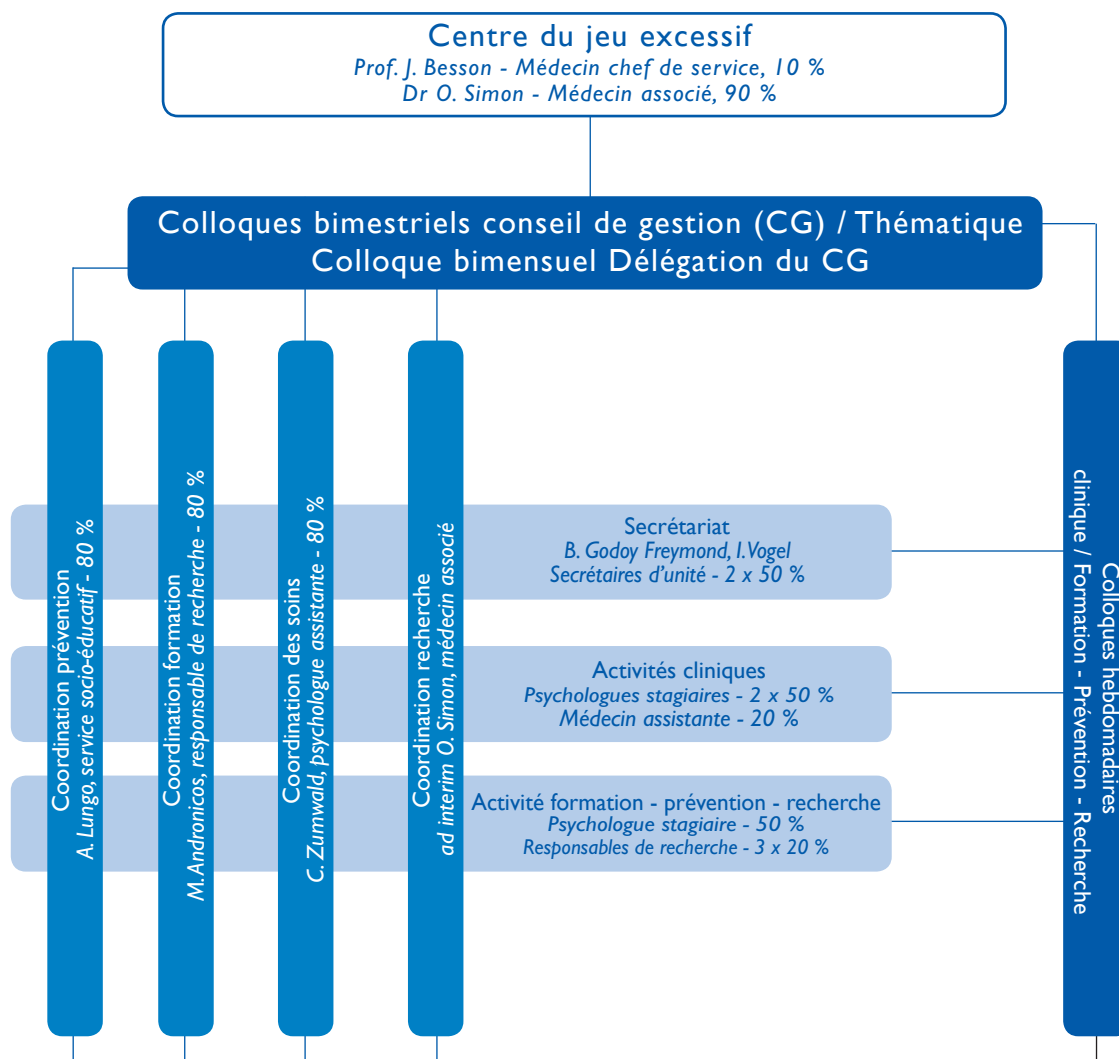 Centre du jeu excessif
Prof. J. Besson - Médecin chef de service, 10 %
Dr O. Simon - Médecin associé, 90 %
Colloques bimestriels conseil de gestion (CG) / Thématique
Colloque bimensuel Délégation du CG
Coordination prévention
A. Lungo, service socio-éducatif - 80 %
Coordination formation
M. Andronicos, responsable de recherche - 80 %
Coordination des soins
C. Zumwald, psychologue assistante - 80 %
Coordination recherche
ad interim O. Simon, médecin associé
Secrétariat
B. Godoy Freymond, I. Vogel
Secrétaires d’unité - 2 x 50 %
Activités cliniques
Psychologues stagiaires - 2 x 50 %
Médecin assistante - 20 %
Activité formation - prévention - recherche
Psychologue stagiaire - 50 %
Responsables de recherche - 3 x 20 %
Colloques hebdomadaires
clinique / Formation - Prévention - Recherche